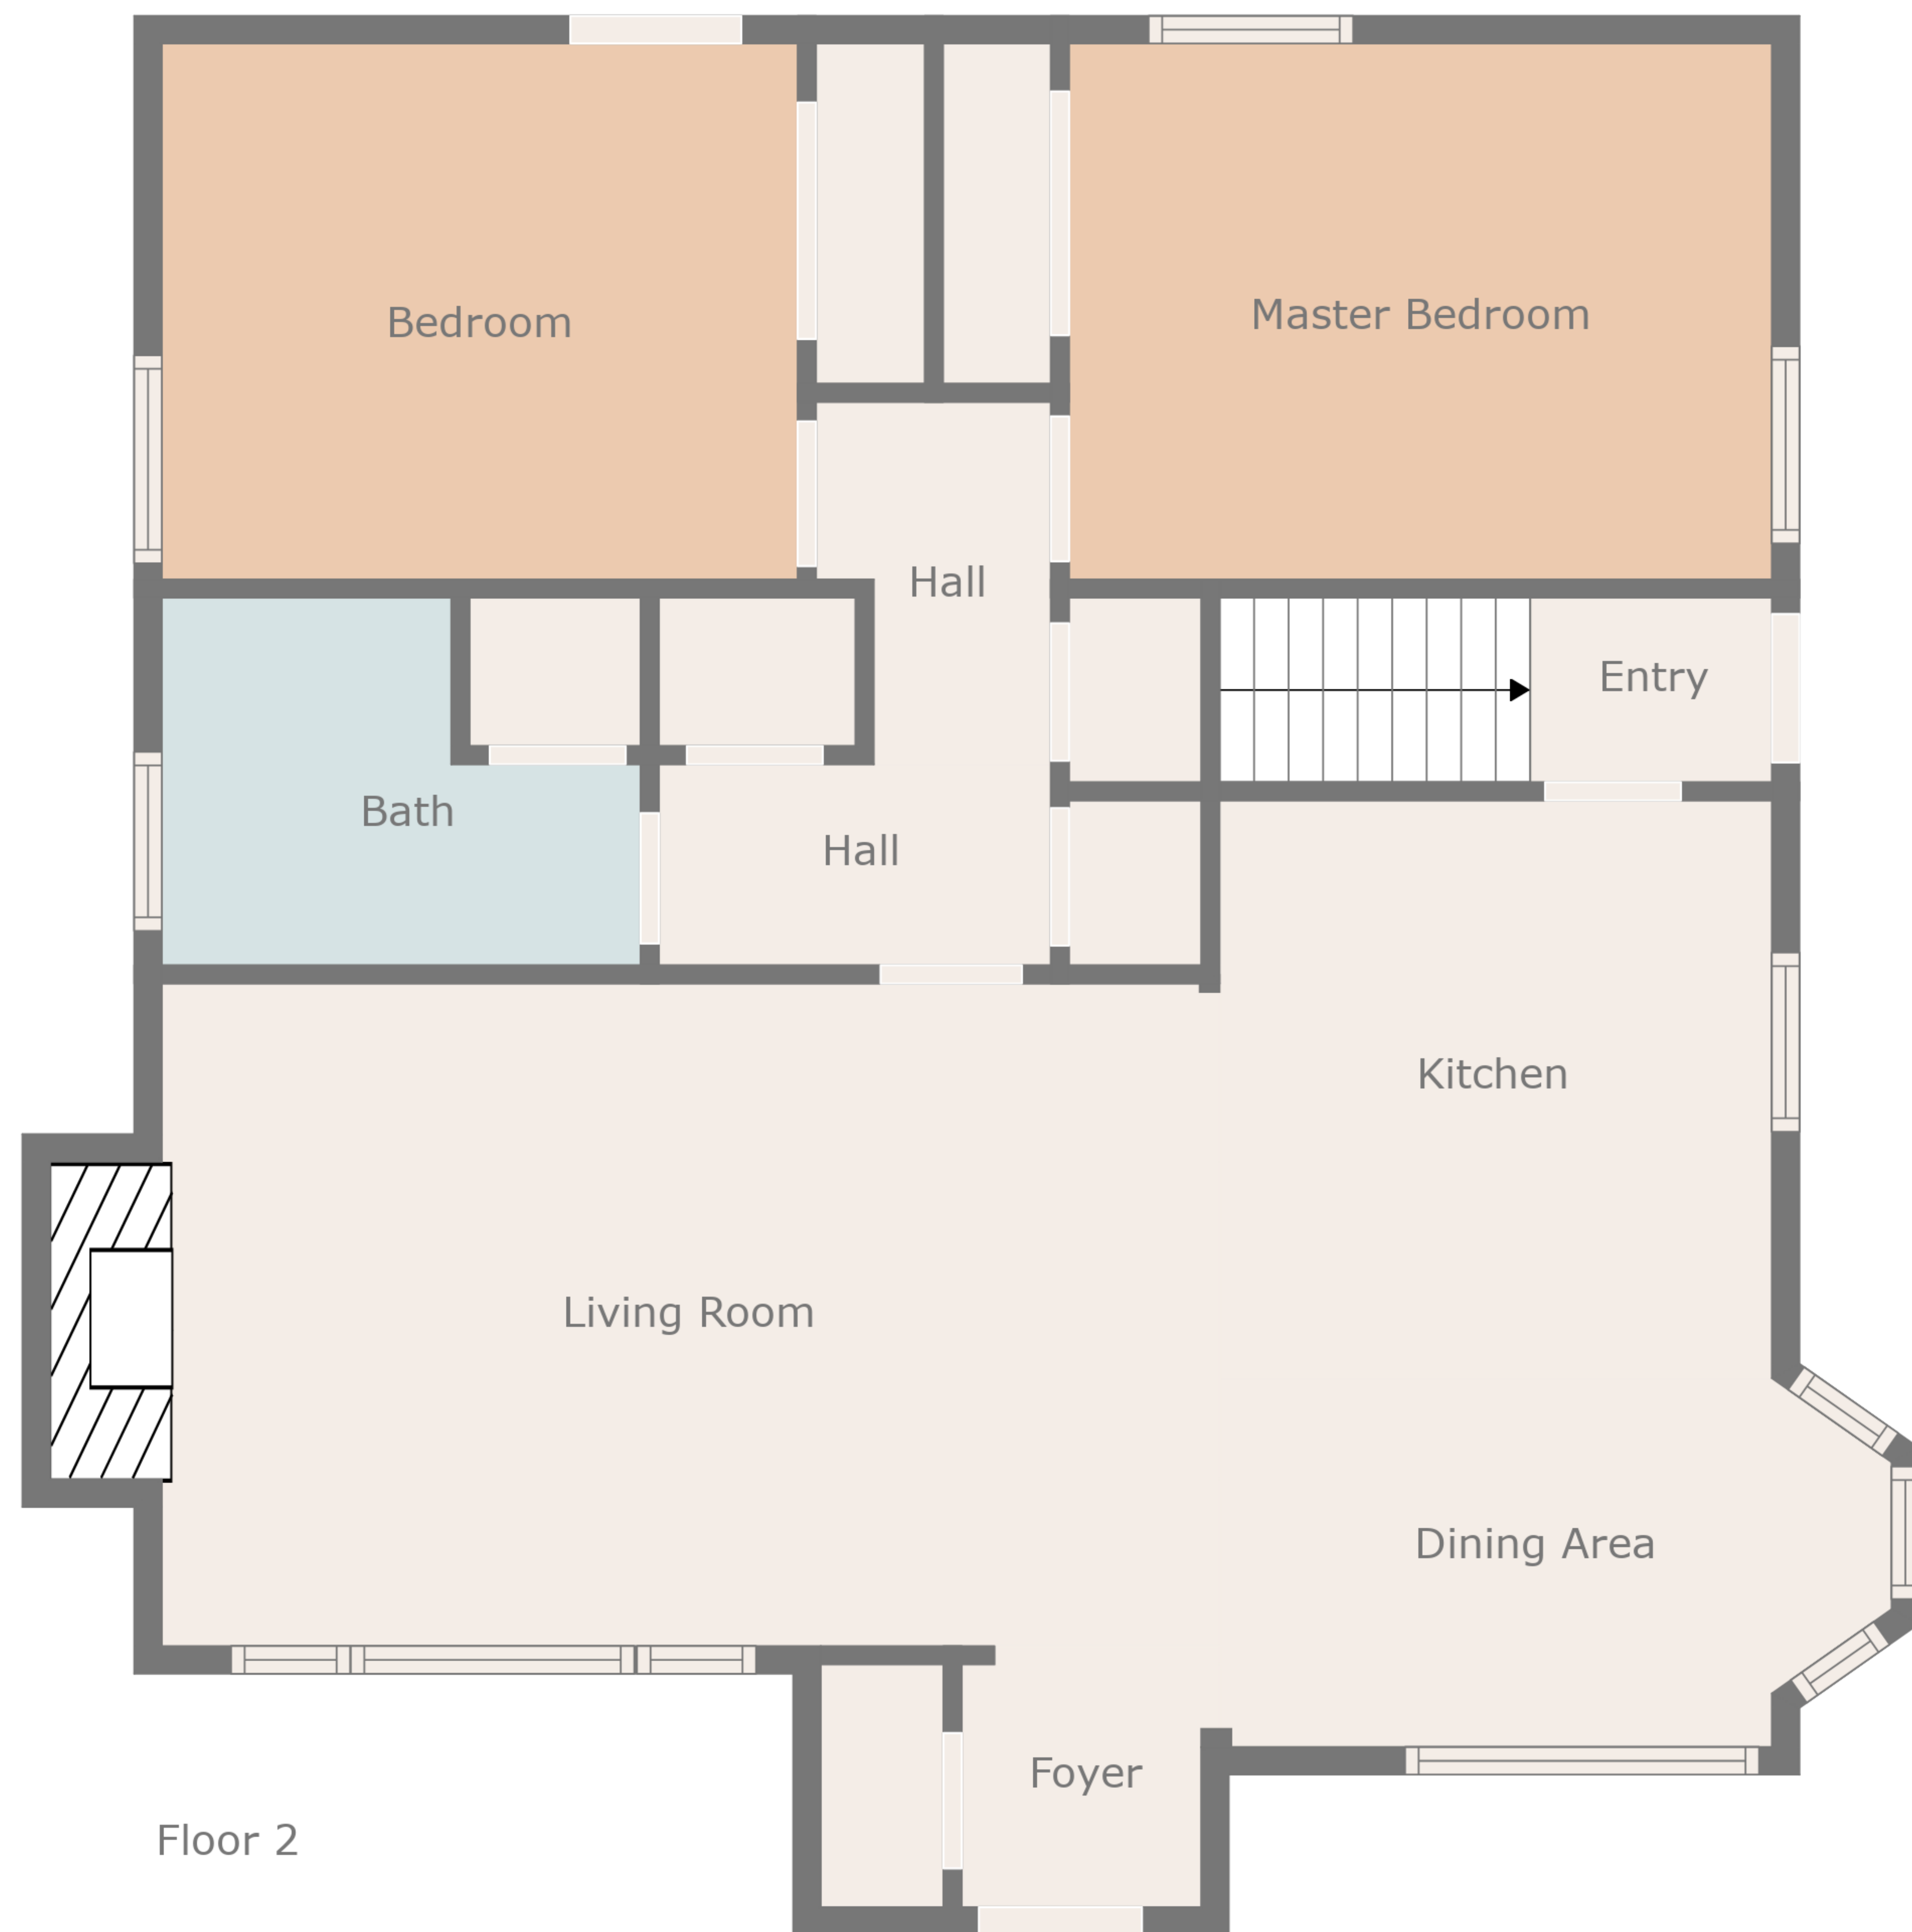 Master Bedroom
Bedroom
Hall
Entry
Bath
Hall
Kitchen
Living Room
Dining Area
Foyer
Floor 2